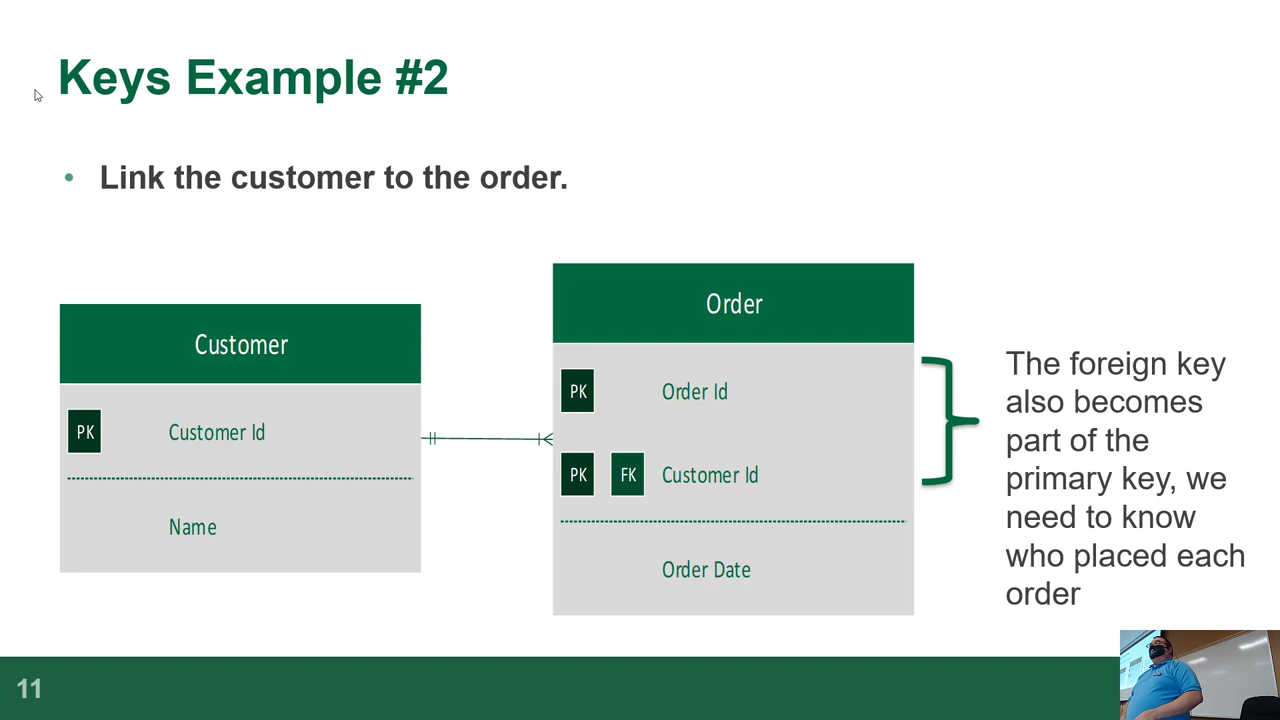 Keys Example #2
• Link the customer to the order.
Customer
PK Customer Id
Name
Order
PK Order Id
PK FK Customer Id
Order Date
The foreign key
also becomes
part of the
primary key, we
need to know
who placed each
order
11